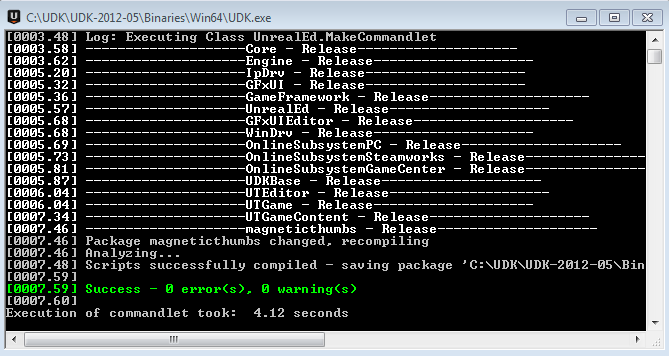 C:\UDK\UDK-2012-05\Binaries\Win64\UDK.exe
[0003.48] Log: Executing Class UnrealEd.MakeCommandlet
[0003.58] --------------------Core - Release--------------------
[0003.62] --------------------Engine - Release--------------------
[0005.20] --------------------IpDrv - Release--------------------
[0005.32] --------------------GFxUI - Release--------------------
[0005.36] --------------------GameFramework - Release--------------------
[0005.57] --------------------UnrealEd - Release--------------------
[0005.68] --------------------GFxUIEditor - Release--------------------
[0005.68] --------------------WinDrv - Release--------------------
[0005.69] --------------------OnlineSubsystemPC - Release--------------------
[0005.73] --------------------OnlineSubsystemSteamworks - Release---------------
[0005.81] --------------------OnlineSubsystemGameCenter - Release---------------
[0005.87] --------------------UDKBase - Release--------------------
[0006.04] --------------------UTEditor - Release--------------------
[0006.04] --------------------UTGame - Release--------------------
[0007.34] --------------------UTGameContent - Release--------------------
[0007.46] --------------------magneticthumbs - Release--------------------
[0007.46] Package magneticthumbs changed, recompiling
[0007.46] Analyzing...
[0007.48] Scripts successfully compiled - saving package 'C:\UDK\UDK-2012-05\Bin
[0007.59]
[0007.59] Success - 0 error(s), 0 warning(s)
[0007.60]
Execution of commandlet took:  4.12 seconds